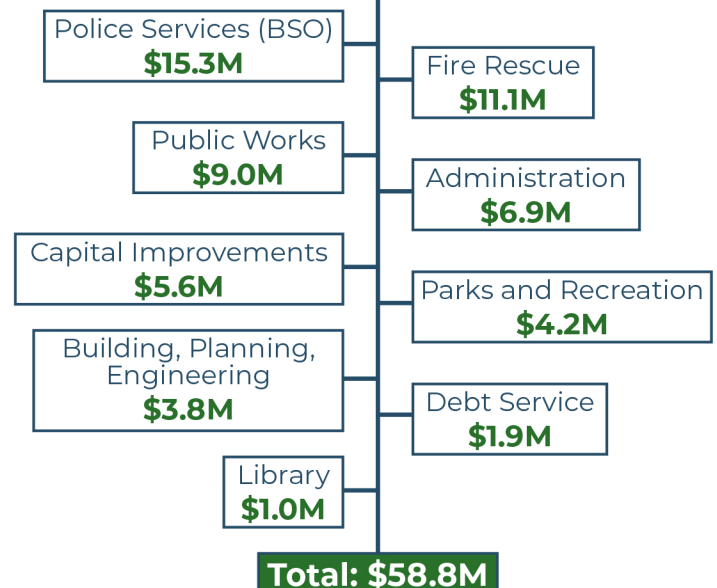 Police Services (BSO)
$15.3M
Fire Rescue
$11.1M
Public Works
$9.0M
Administration
$6.9M
Capital Improvements
$5.6M
Parks and Recreation
$4.2M
Building, Planning,
Engineering
$3.8M
Debt Service
$1.9M
Library
$1.0M
Total: $58.8M